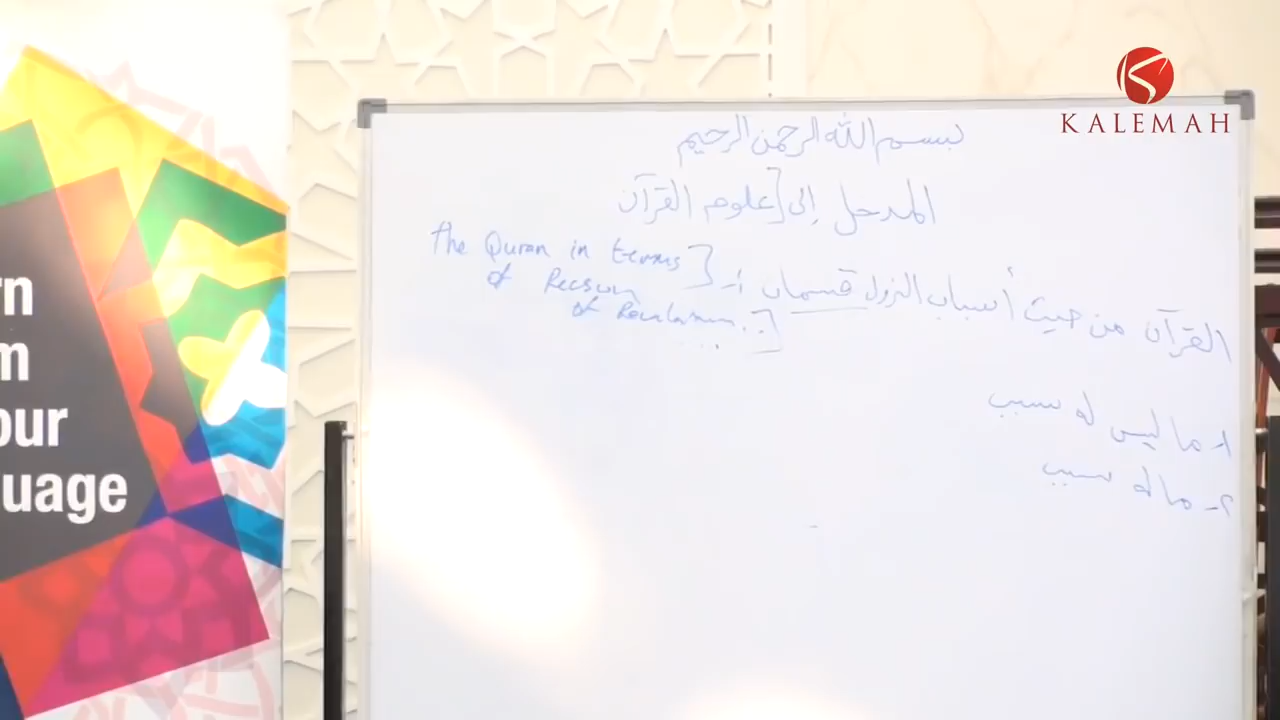 KALEMAH
بسم الله الرحمن الرحيم
المدخل إلى [علوم القرآن
القرآن من حيث أسباب النزول قسمان :-
The Quran in terms]
of Reason
of Revelation. :]
١- ما ليس له سبب
٢- ما له سبب
rn
m
our
uage